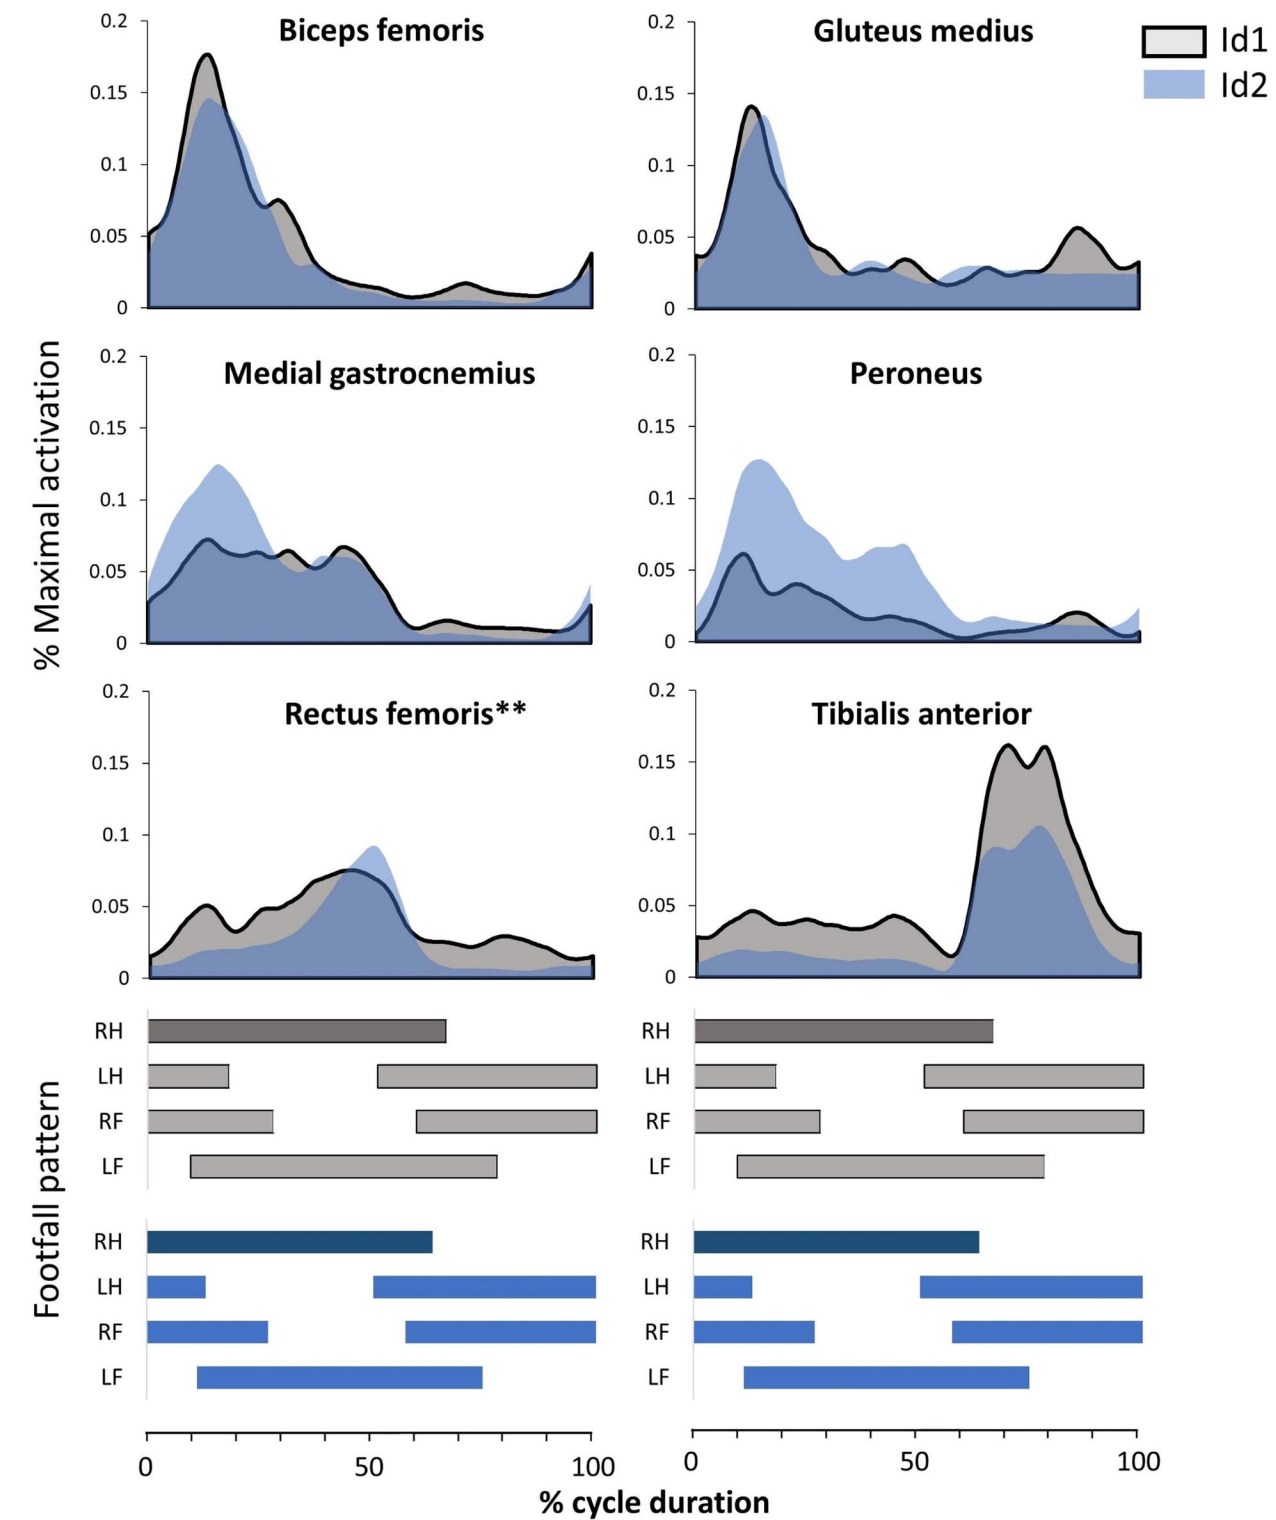 Biceps femoris
Gluteus medius
Id1
Id2
0.2
0.15
0.1
0.05
0
0.2
0.15
0.1
0.05
0
Medial gastrocnemius
Peroneus
0.2
0.15
0.1
0.05
0
0.2
0.15
0.1
0.05
0
% Maximal activation
Rectus femoris**
Tibialis anterior
0.2
0.15
0.1
0.05
0
0.2
0.15
0.1
0.05
0
Footfall pattern
RH
LH
RF
LF
RH
LH
RF
LF
RH
LH
RF
LF
RH
LH
RF
LF
0 50 100
0 50 100
% cycle duration